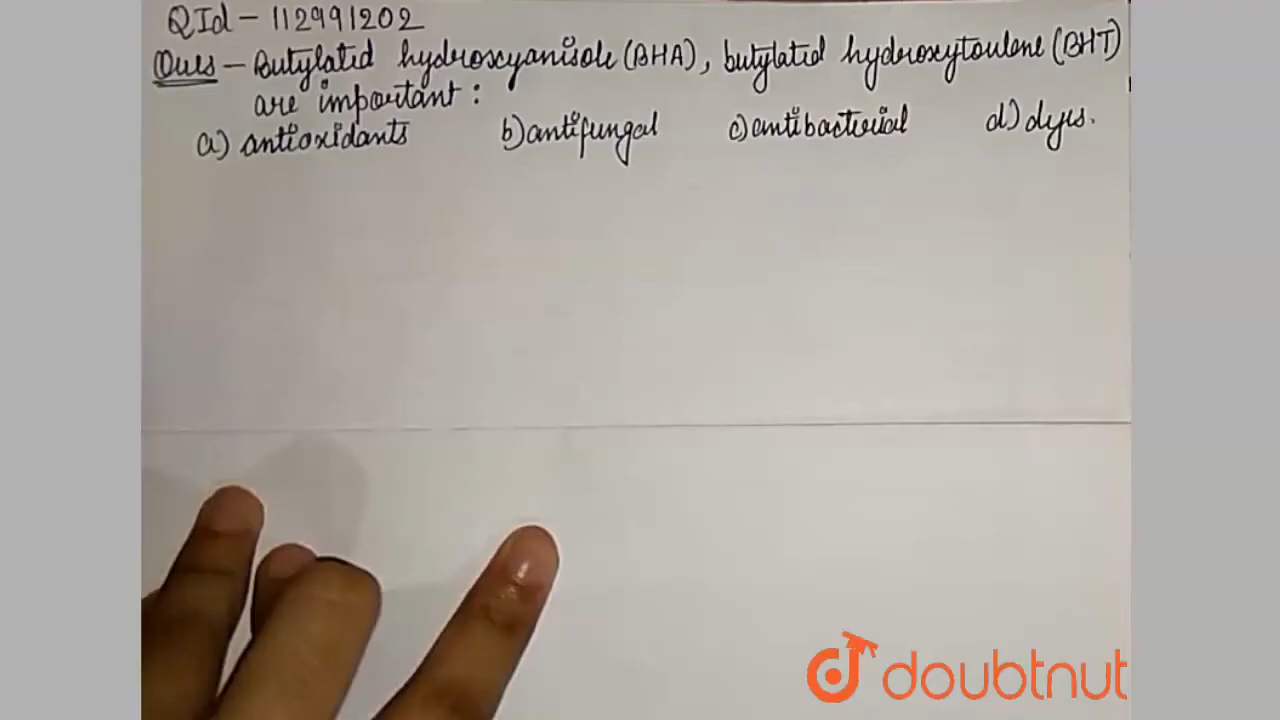 QId - 112991202
Ques - Butylated hydroxyanisole (BHA), butylated hydroxytoulene (BHT)
are important :
a) antioxidants b) antifungal c) antibacterial d) dyes.
doubtnut